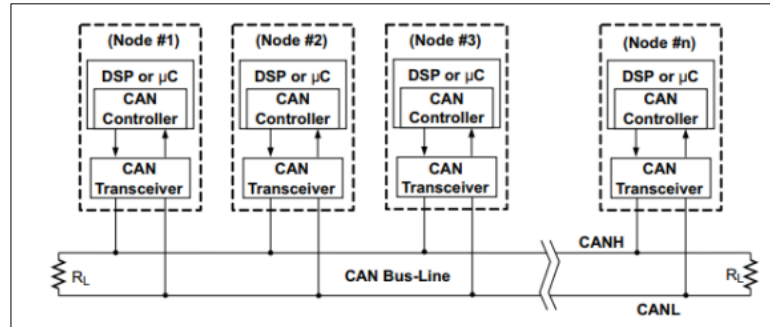 (Node #1)
DSP or µC
CAN
Controller
CAN
Transceiver
(Node #2)
DSP or µC
CAN
Controller
CAN
Transceiver
(Node #3)
DSP or µC
CAN
Controller
CAN
Transceiver
(Node #n)
DSP or µC
CAN
Controller
CAN
Transceiver
CANH
RL
CAN Bus-Line
RL
CANL